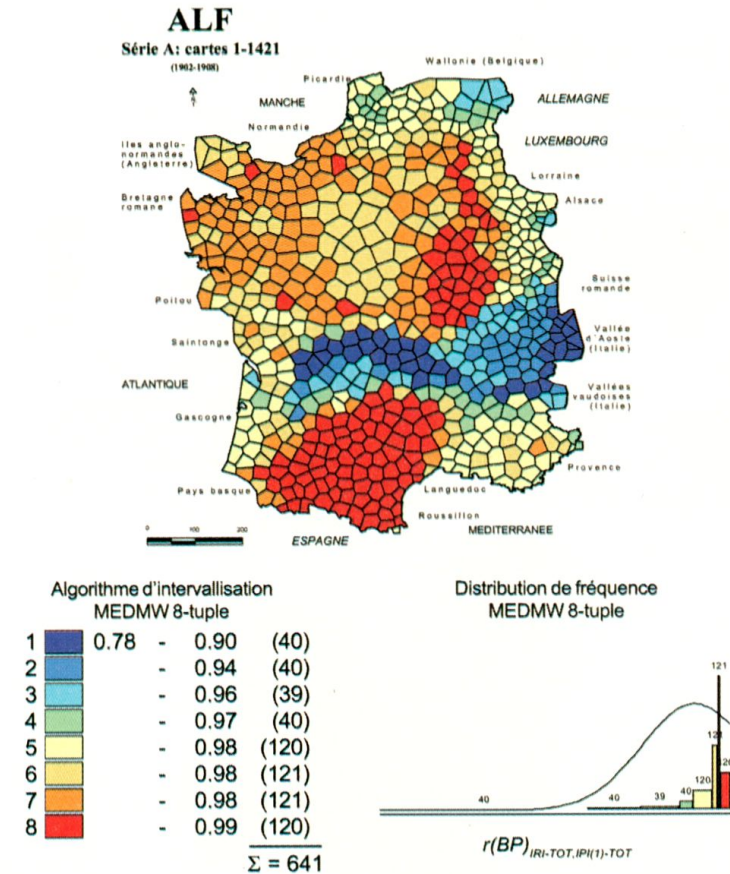 ALF
Série A: cartes 1-1421
(1902-1908)
Wallonie (Belgique)
Picardie
MANCHE
ALLEMAGNE
Normandie
LUXEMBOURG
Iles anglo-
normandes
(Angleterre)
Lorraine
Bretagne
romane
Alsace
Suisse
romande
Poitou
Vallée
d'Aoste
(Italie)
Saintonge
ATLANTIQUE
Vallées
vaudoises
(Italie)
Gascogne
Provence
Pays basque
Languedoc
Roussillon
MEDITERRANEE
0 100 200
ESPAGNE
Algorithme d'intervallisation
MEDMW 8-tuple
1 0.78 - 0.90 (40)
2 - 0.94 (40)
3 - 0.96 (39)
4 - 0.97 (40)
5 - 0.98 (120)
6 - 0.98 (121)
7 - 0.98 (121)
8 - 0.99 (120)
Σ = 641
Distribution de fréquence
MEDMW 8-tuple
121
121
120
120
40
39
40
40
r(BP)IRI-TOT,IPI(1)-TOT